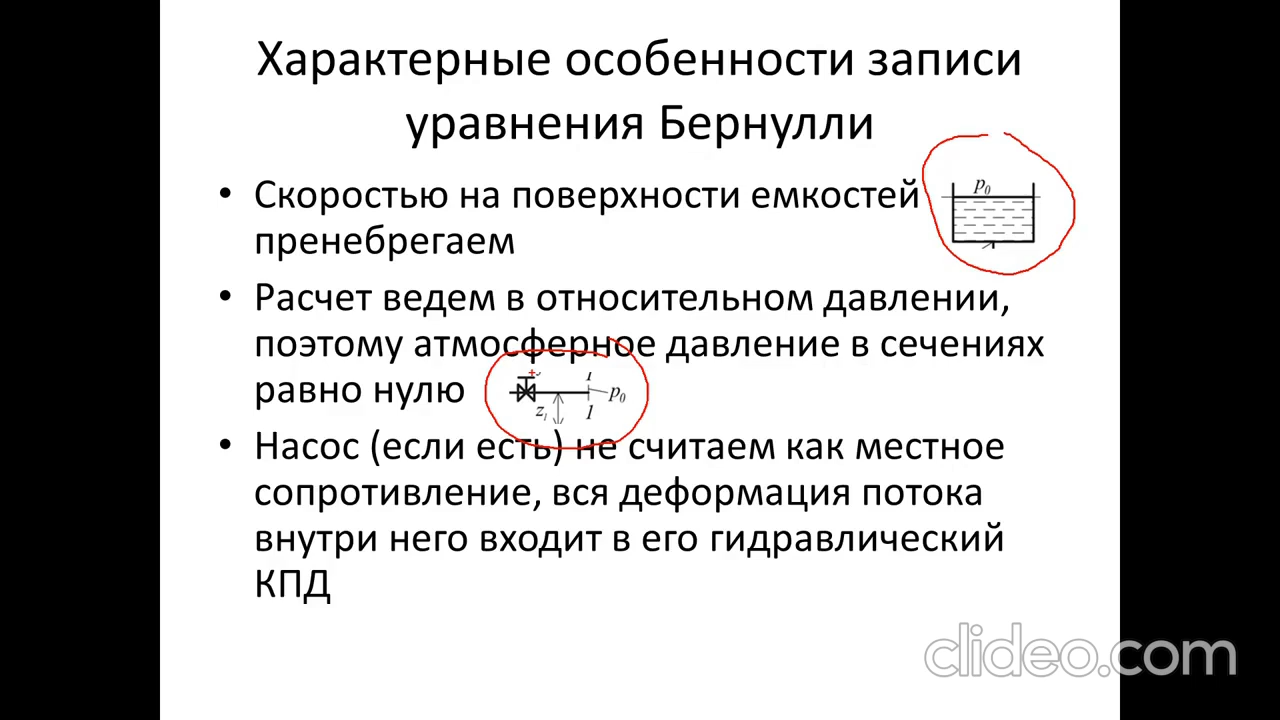 Характерные особенности записи
уравнения Бернулли
• Скоростью на поверхности емкостей
p₀
пренебрегаем
• Расчет ведем в относительном давлении,
поэтому атмосферное давление в сечениях
равно нулю
1
p₀
z₁
1
• Насос (если есть) не считаем как местное
сопротивление, вся деформация потока
внутри него входит в его гидравлический
КПД
clideo.com